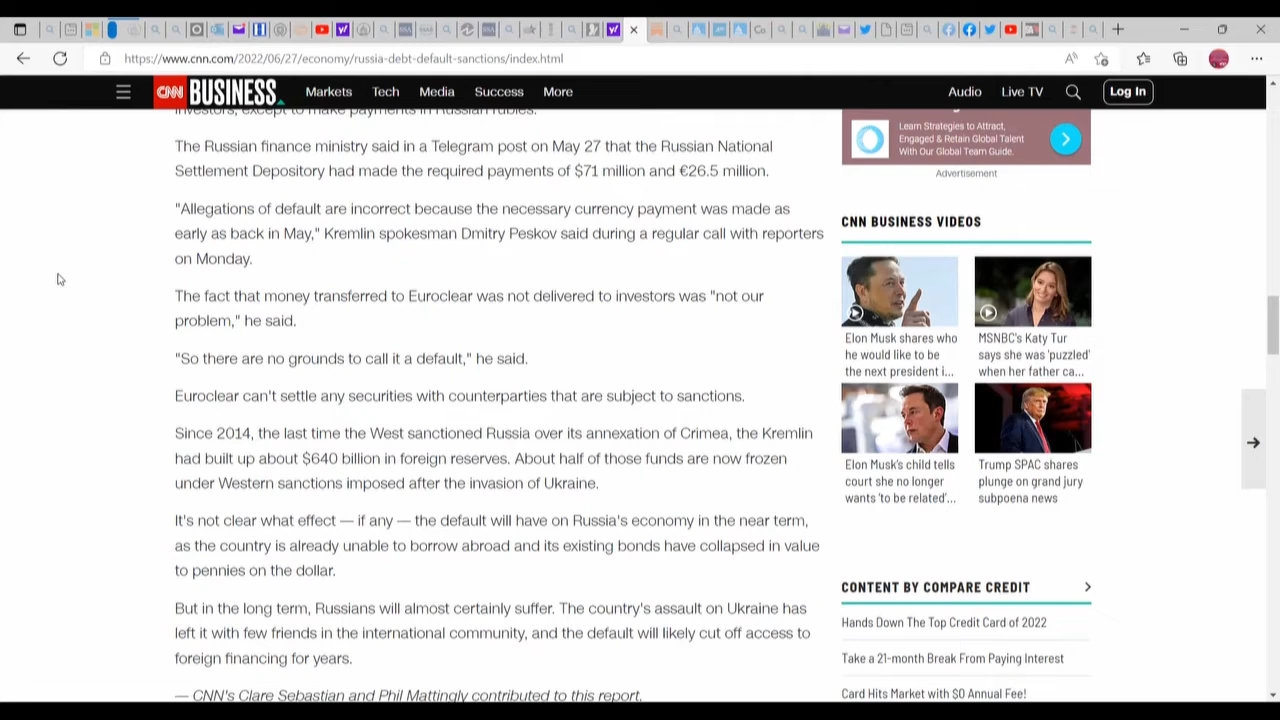 https://www.cnn.com/2022/06/27/economy/russia-debt-default-sanctions/index.html
CNN BUSINESS
Markets
Tech
Media
Success
More
Audio
Live TV
Log In
investors, except to make payments in Russian rubles.
The Russian finance ministry said in a Telegram post on May 27 that the Russian National
Settlement Depository had made the required payments of $71 million and €26.5 million.
"Allegations of default are incorrect because the necessary currency payment was made as
early as back in May," Kremlin spokesman Dmitry Peskov said during a regular call with reporters
on Monday.
The fact that money transferred to Euroclear was not delivered to investors was "not our
problem," he said.
"So there are no grounds to call it a default," he said.
Euroclear can't settle any securities with counterparties that are subject to sanctions.
Since 2014, the last time the West sanctioned Russia over its annexation of Crimea, the Kremlin
had built up about $640 billion in foreign reserves. About half of those funds are now frozen
under Western sanctions imposed after the invasion of Ukraine.
It's not clear what effect — if any — the default will have on Russia's economy in the near term,
as the country is already unable to borrow abroad and its existing bonds have collapsed in value
to pennies on the dollar.
But in the long term, Russians will almost certainly suffer. The country's assault on Ukraine has
left it with few friends in the international community, and the default will likely cut off access to
foreign financing for years.
— CNN's Clare Sebastian and Phil Mattingly contributed to this report.
Learn Strategies to Attract,
Engaged & Retain Global Talent
With Our Global Team Guide.
Advertisement
CNN BUSINESS VIDEOS
Elon Musk shares who
he would like to be
the next president i...
MSNBC's Katy Tur
says she was 'puzzled'
when her father ca...
Elon Musk's child tells
court she no longer
wants 'to be related'...
Trump SPAC shares
plunge on grand jury
subpoena news
CONTENT BY COMPARE CREDIT
Hands Down The Top Credit Card of 2022
Take a 21-month Break From Paying Interest
Card Hits Market with $0 Annual Fee!